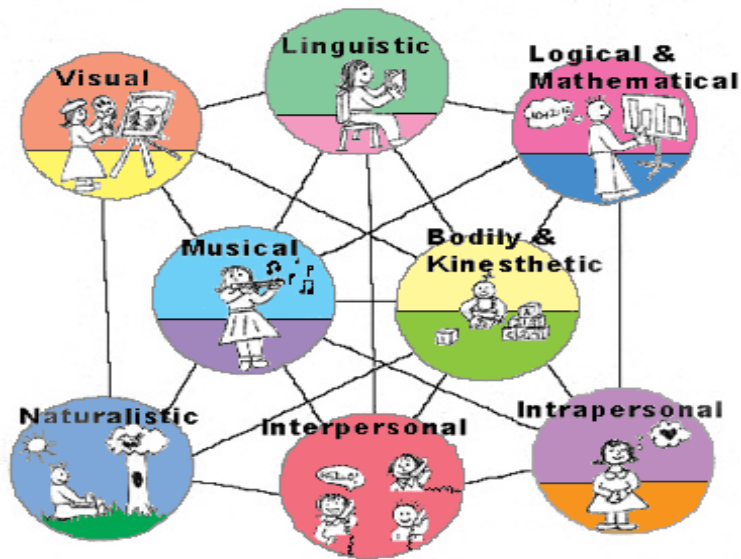 Linguistic
Visual
Logical &
Mathematical
Musical
Bodily &
Kinesthetic
Naturalistic
Interpersonal
Intrapersonal